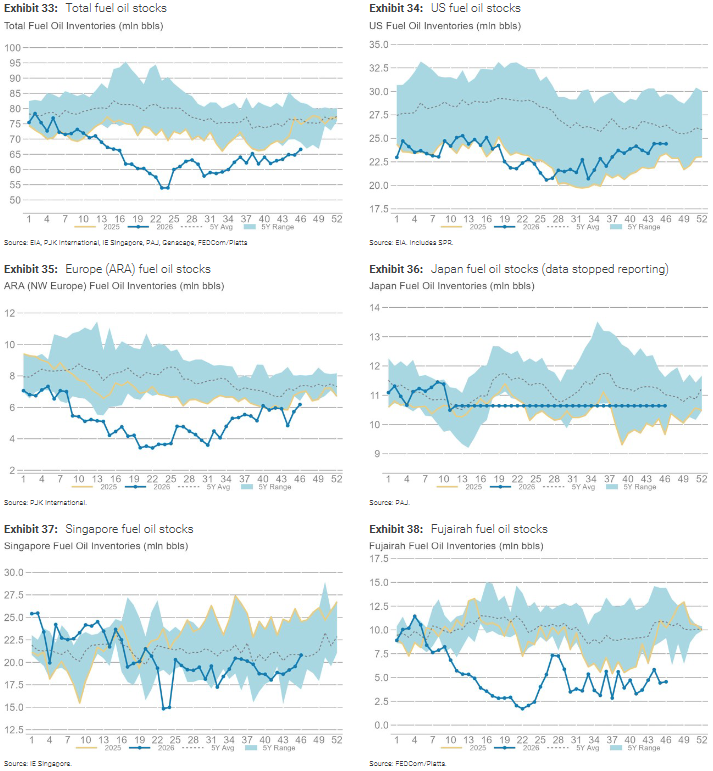 Exhibit 33: Total fuel oil stocks
Total Fuel Oil Inventories (mln bbls)
100
95
90
85
80
75
70
65
60
55
50
1 4 7 10 13 16 19 22 25 28 31 34 37 40 43 46 49 52
2025 2026 5Y Avg 5Y Range
Source: EIA, PJK International, IE Singapore, PAJ, Genscape, FEDCom/Platts
Exhibit 34: US fuel oil stocks
US Fuel Oil Inventories (mln bbls)
35.0
32.5
30.0
27.5
25.0
22.5
20.0
17.5
1 4 7 10 13 16 19 22 25 28 31 34 37 40 43 46 49 52
2025 2026 5Y Avg 5Y Range
Source: EIA. Includes SPR.
Exhibit 35: Europe (ARA) fuel oil stocks
ARA (NW Europe) Fuel Oil Inventories (mln bbls)
12
10
8
6
4
2
1 4 7 10 13 16 19 22 25 28 31 34 37 40 43 46 49 52
2025 2026 5Y Avg 5Y Range
Source: PJK International.
Exhibit 36: Japan fuel oil stocks (data stopped reporting)
Japan Fuel Oil Inventories (mln bbls)
14
13
12
11
10
9
1 4 7 10 13 16 19 22 25 28 31 34 37 40 43 46 49 52
2025 2026 5Y Avg 5Y Range
Source: PAJ.
Exhibit 37: Singapore fuel oil stocks
Singapore Fuel Oil Inventories (mln bbls)
30.0
27.5
25.0
22.5
20.0
17.5
15.0
12.5
1 4 7 10 13 16 19 22 25 28 31 34 37 40 43 46 49 52
2025 2026 5Y Avg 5Y Range
Source: IE Singapore.
Exhibit 38: Fujairah fuel oil stocks
Fujairah Fuel Oil Inventories (mln bbls)
17.5
15.0
12.5
10.0
7.5
5.0
2.5
0.0
1 4 7 10 13 16 19 22 25 28 31 34 37 40 43 46 49 52
2025 2026 5Y Avg 5Y Range
Source: FEDCom/Platts.